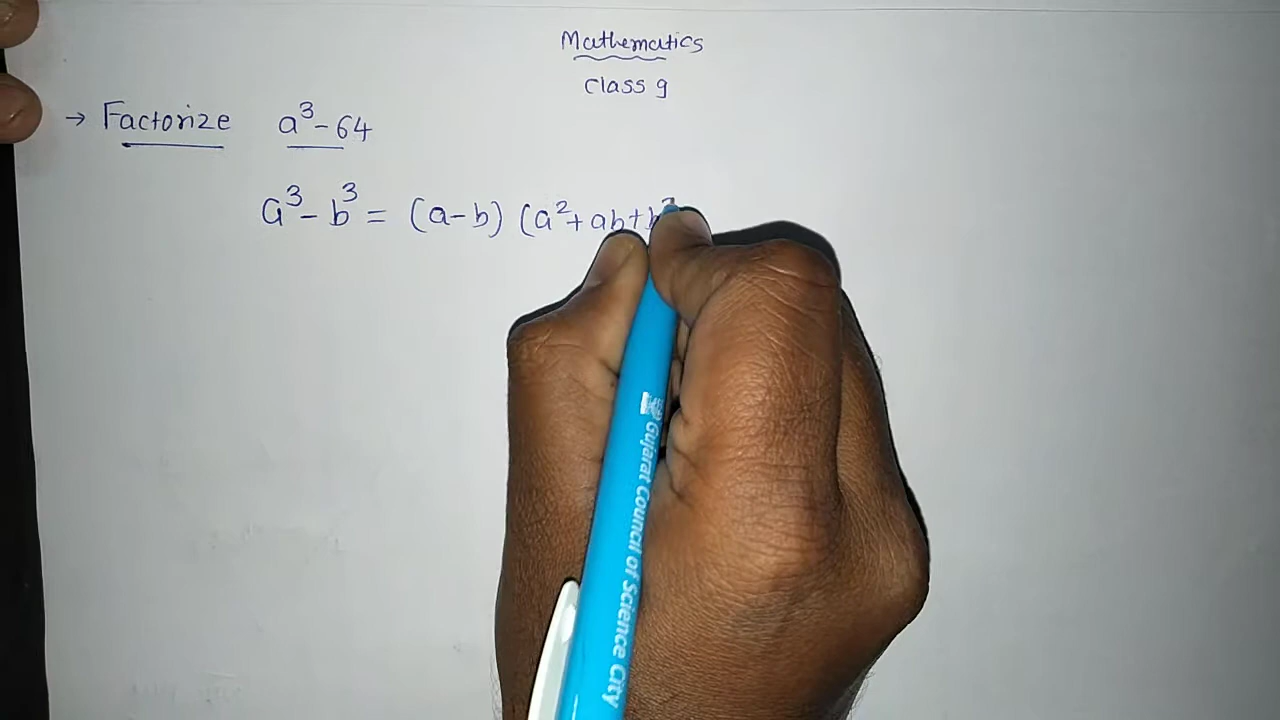 Mathematics
Class 9
→ Factorize a³-64
a³-b³ = (a-b) (a²+ab+b²
Gujarat Council of Science City